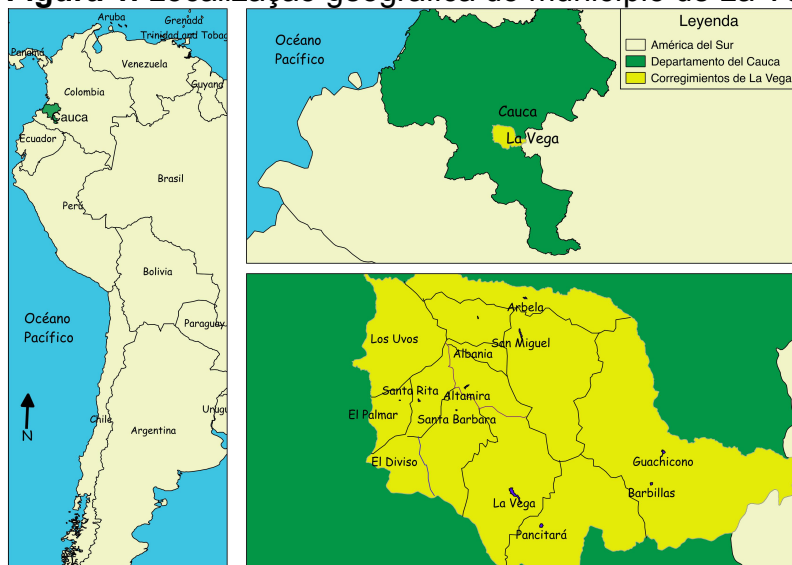 Figura 1. Localização geográfica do município de La Ve
Aruba
Grenada
Trinidad and Tobag
Panamá
Venezuela
Guyana
Colombia
Cauca
Ecuador
Brasil
Perú
Bolivia
Océano
Pacífico
Paraguay
Chile
Argentina
Urugu
N
Océano
Pacífico
Cauca
La Vega
Leyenda
América del Sur
Departamento del Cauca
Corregimientos de La Vega
Arbela
Los Uvos
San Miguel
Albania
Santa Rita
Altamira
El Palmar
Santa Barbara
El Diviso
Guachicono
Barbillas
La Vega
Pancitará